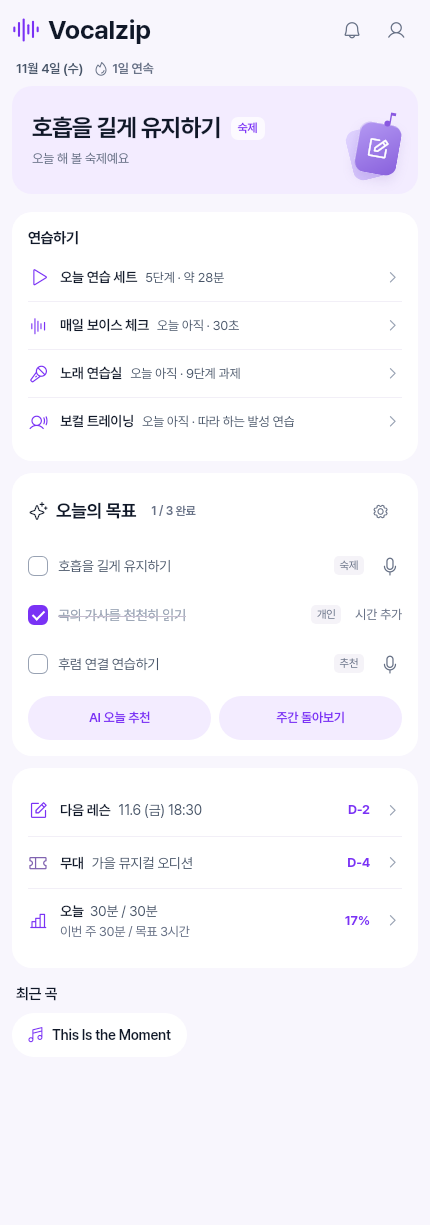 Vocalzip
11월 4일 (수) 1일 연속
호흡을 길게 유지하기 숙제
오늘 해 볼 숙제예요
연습하기
오늘 연습 세트 5단계 · 약 28분
매일 보이스 체크 오늘 아직 · 30초
노래 연습실 오늘 아직 · 9단계 과제
보컬 트레이닝 오늘 아직 · 따라 하는 발성 연습
오늘의 목표 1 / 3 완료
호흡을 길게 유지하기 숙제
곡의 가사를 천천히 읽기 개인 시간 추가
후렴 연결 연습하기 추천
AI 오늘 추천 주간 돌아보기
다음 레슨 11.6 (금) 18:30 D-2
무대 가을 뮤지컬 오디션 D-4
오늘 30분 / 30분
이번 주 30분 / 목표 3시간 17%
최근 곡
This Is the Moment